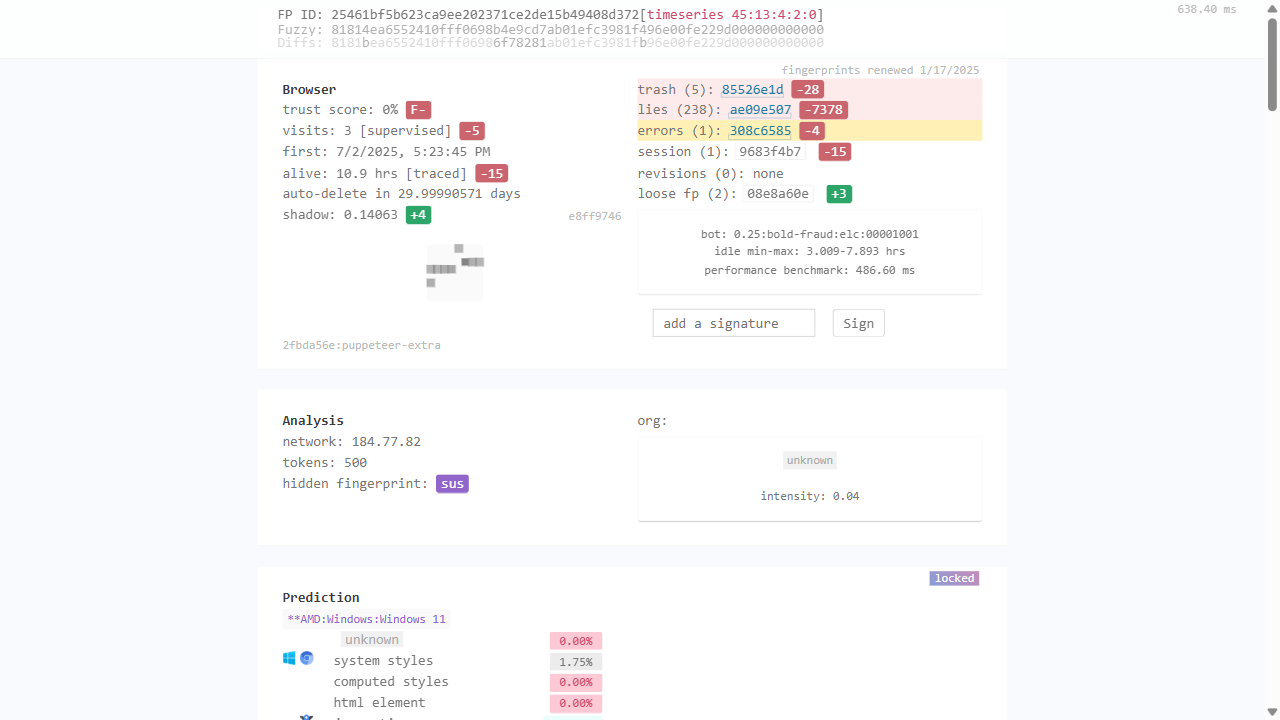 638.40 ms
FP ID: 25461bf5b623ca9ee202371ce2de15b49408d372[timeseries 45:13:4:2:0]
Fuzzy: 81814ea6552410fff0698b4e9cd7ab01efc3981f496e00fe229d000000000000
Diffs: 8181bea6552410fff06986f78281ab01efc3981fb96e00fe229d000000000000
fingerprints renewed 1/17/2025
Browser
trust score: 0% F-
visits: 3 [supervised] -5
first: 7/2/2025, 5:23:45 PM
alive: 10.9 hrs [traced] -15
auto-delete in 29.99990571 days
shadow: 0.14063 +4
e8ff9746
2fbda56e:puppeteer-extra
trash (5): 85526e1d -28
lies (238): ae09e507 -7378
errors (1): 308c6585 -4
session (1): 9683f4b7 -15
revisions (0): none
loose fp (2): 08e8a60e +3
bot: 0.25:bold-fraud:elc:00001001
idle min-max: 3.009-7.893 hrs
performance benchmark: 486.60 ms
add a signature Sign
Analysis
network: 184.77.82
tokens: 500
hidden fingerprint: sus
org:
unknown
intensity: 0.04
locked
Prediction
**AMD:Windows:Windows 11
unknown 0.00%
system styles 1.75%
computed styles 0.00%
html element 0.00%